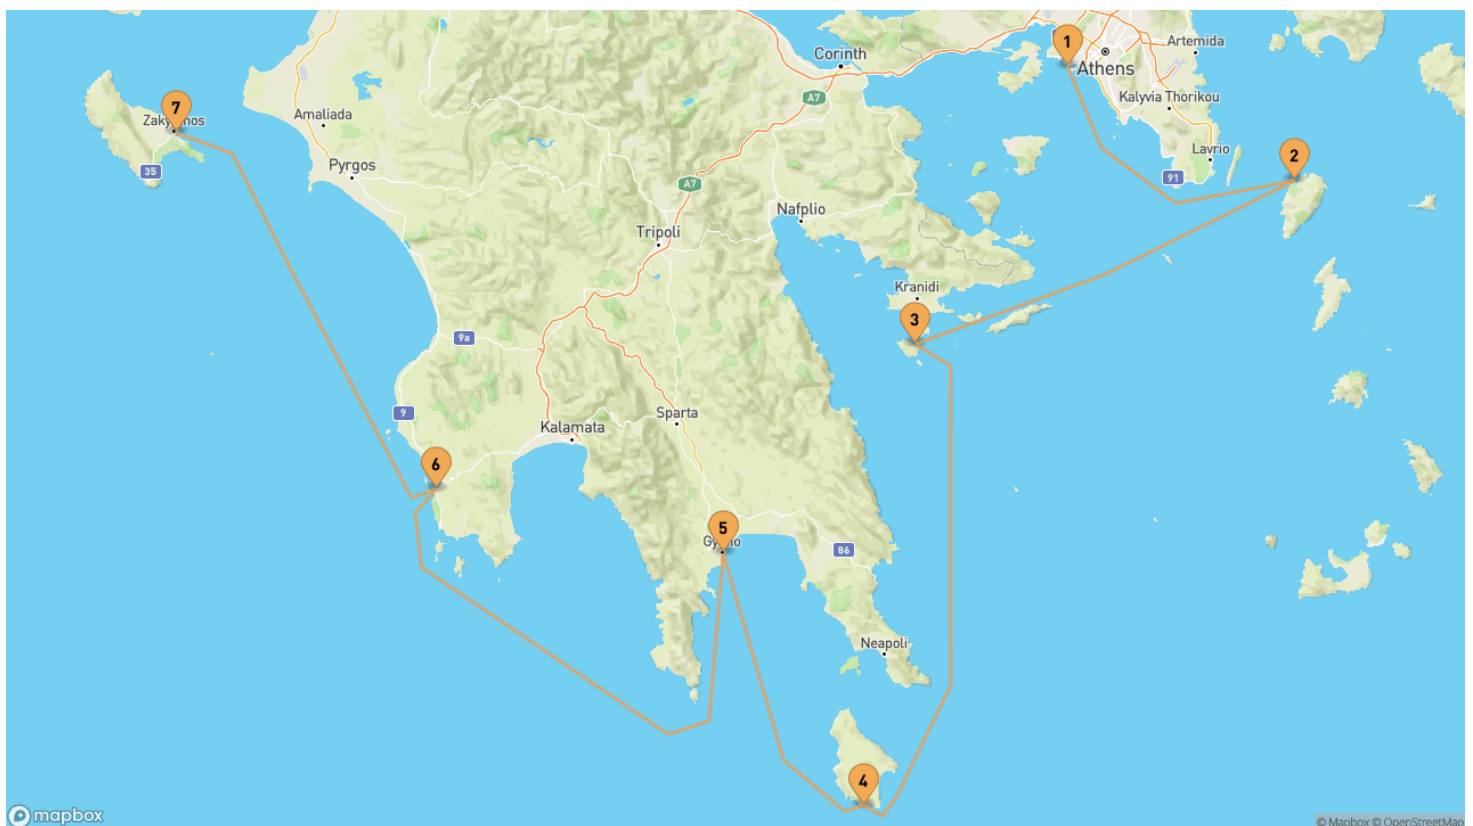 1
Corinth
Artemida
Athens
A7
Kalyvia Thorikou
7
Amaliada
Lavrio
2
35
Pyrgos
91
A7
Nafplio
Tripoli
Kranidi
3
9a
9
Sparta
Kalamata
6
5
86
Neapoli
4
mapbox
© Mapbox © OpenStreetMap